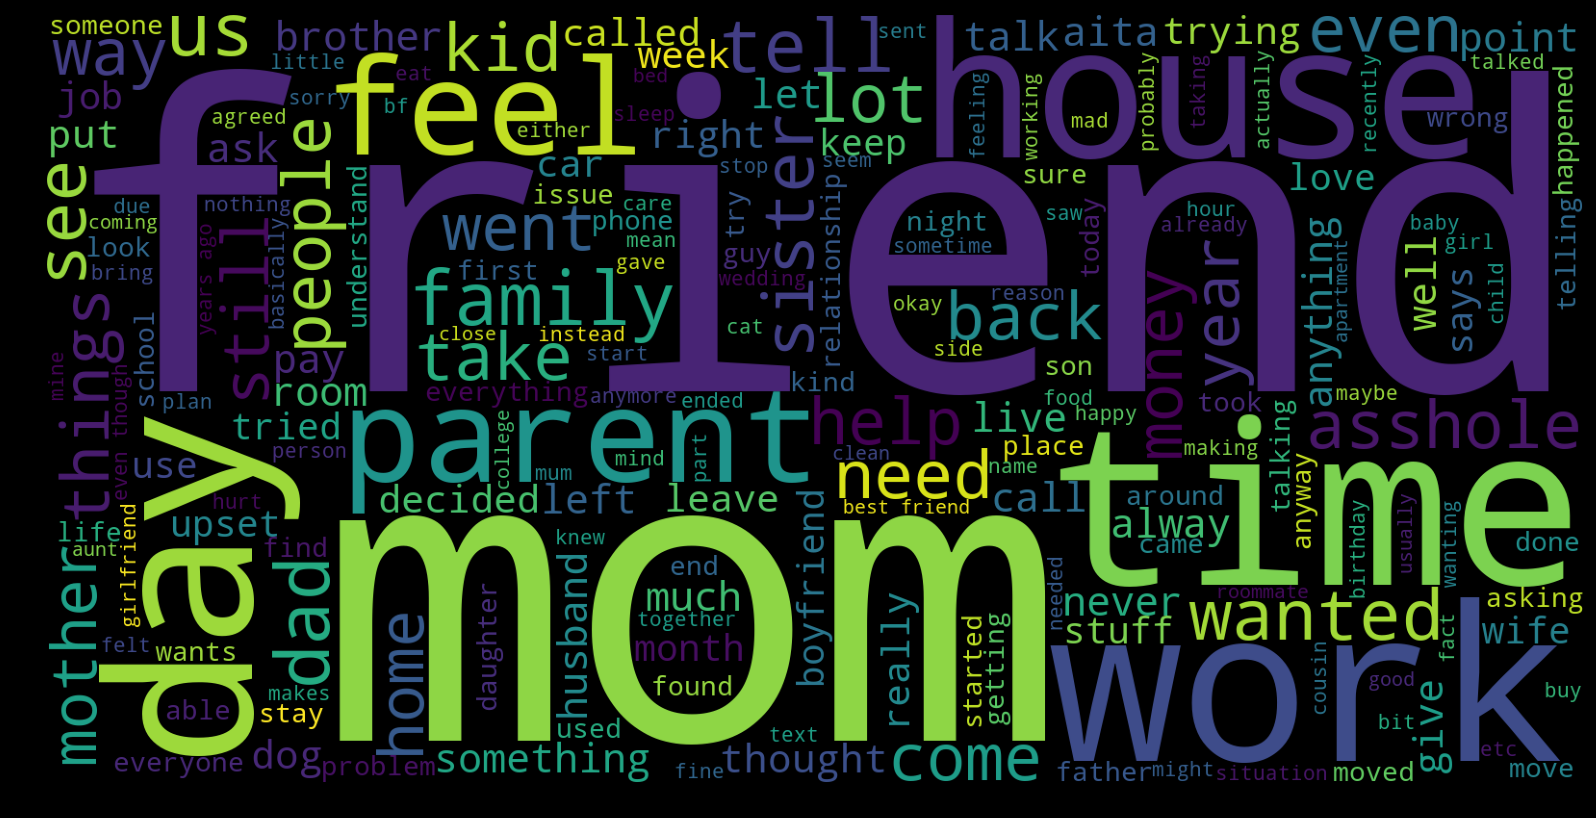 friend
mom
time
work
day
house
parent
feel
family
sister
people
back
need
wanted
help
asshole
even
us
kid
tell
lot
way
brother
called
week
someone
job
put
see
things
still
ask
little
sorry
eat
bf
agreed
either
bed
sleep
let
right
keep
sent
talk
aita
trying
point
talked
feeling
working
mad
probably
taking
actually
recently
wrong
happened
sure
love
car
issue
stop
seem
care
phone
mean
try
guy
gave
wedding
went
first
understand
due
nothing
coming
look
bring
years ago
basically
school
mine
even though
plan
pay
room
tried
person
take
close
instead
start
everything
anymore
ended
cat
relationship
kind
night
sometime
saw
okay
reason
side
son
food
happy
live
place
name
clean
today
hour
already
money
year
took
anything
apartment
maybe
well
baby
girl
says
child
telling
making
talking
anyway
use
hurt
upset
find
life
aunt
mother
girlfriend
felt
wants
dad
able
makes
stay
everyone
dog
problem
home
something
decided
left
leave
college
mum
mind
part
best friend
knew
call
around
alway
came
birthday
usually
wanting
done
needed
never
roommate
stuff
asking
wife
fact
daughter
husband
end
much
together
month
found
used
text
fine
thought
boyfriend
really
come
started
getting
father
might
situation
moved
cousin
good
bit
give
etc
buy
move